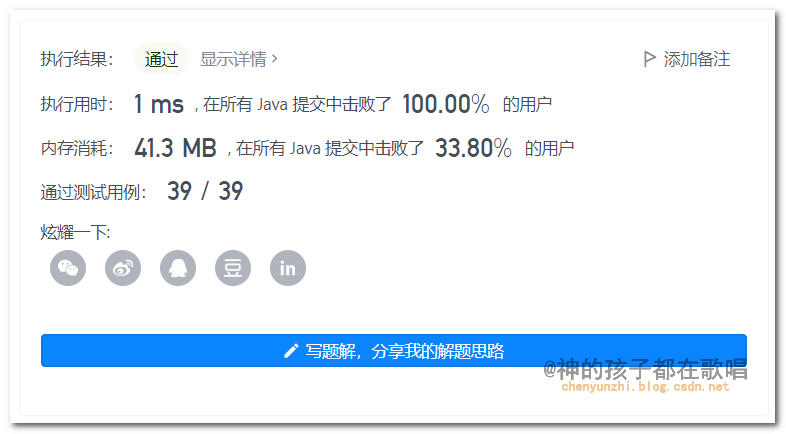 执行结果： 通过 显示详情 > 添加备注
执行用时： 1 ms , 在所有 Java 提交中击败了 100.00% 的用户
内存消耗： 41.3 MB , 在所有 Java 提交中击败了 33.80% 的用户
通过测试用例： 39 / 39
炫耀一下:
豆 in
写题解，分享我的解题思路
@神的孩子都在歌唱
chenyunzhi.blog.csdn.net